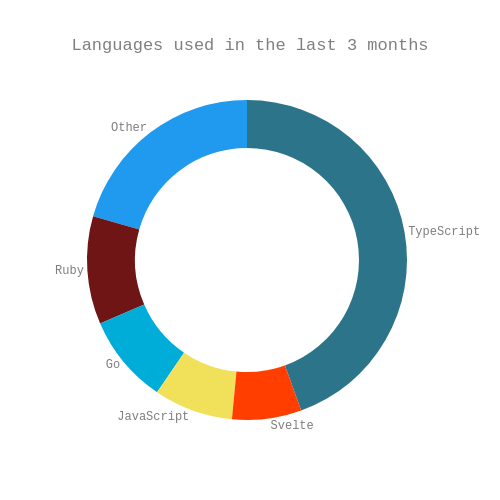 Languages used in the last 3 months
Other
TypeScript
Ruby
Go
JavaScript
Svelte